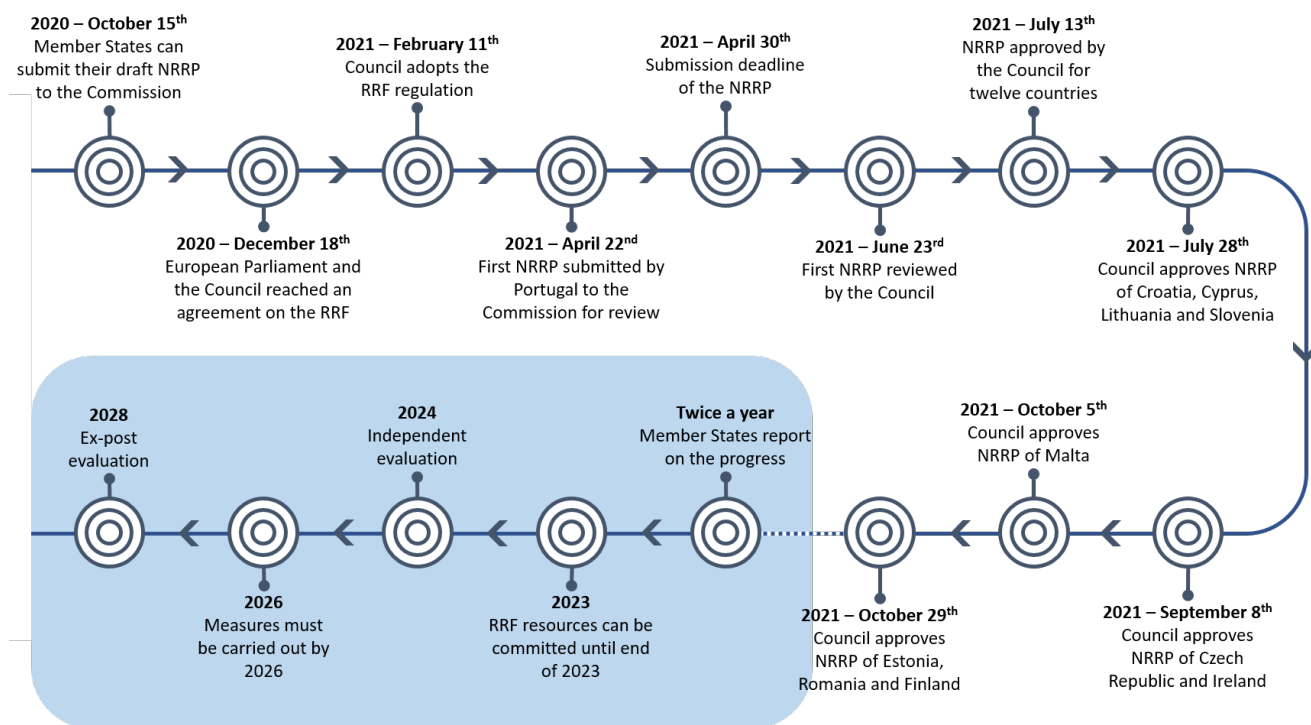 2020 – October 15th
Member States can
submit their draft NRRP
to the Commission
2020 – December 18th
European Parliament and
the Council reached an
agreement on the RRF
2021 – February 11th
Council adopts the
RRF regulation
2021 – April 22nd
First NRRP submitted by
Portugal to the
Commission for review
2021 – April 30th
Submission deadline
of the NRRP
2021 – June 23rd
First NRRP reviewed
by the Council
2021 – July 13th
NRRP approved by
the Council for
twelve countries
2021 – July 28th
Council approves NRRP
of Croatia, Cyprus,
Lithuania and Slovenia
2021 – September 8th
Council approves
NRRP of Czech
Republic and Ireland
2021 – October 5th
Council approves
NRRP of Malta
2021 – October 29th
Council approves
NRRP of Estonia,
Romania and Finland
Twice a year
Member States report
on the progress
2023
RRF resources can be
committed until end
of 2023
2024
Independent
evaluation
2026
Measures must
be carried out by
2026
2028
Ex-post
evaluation